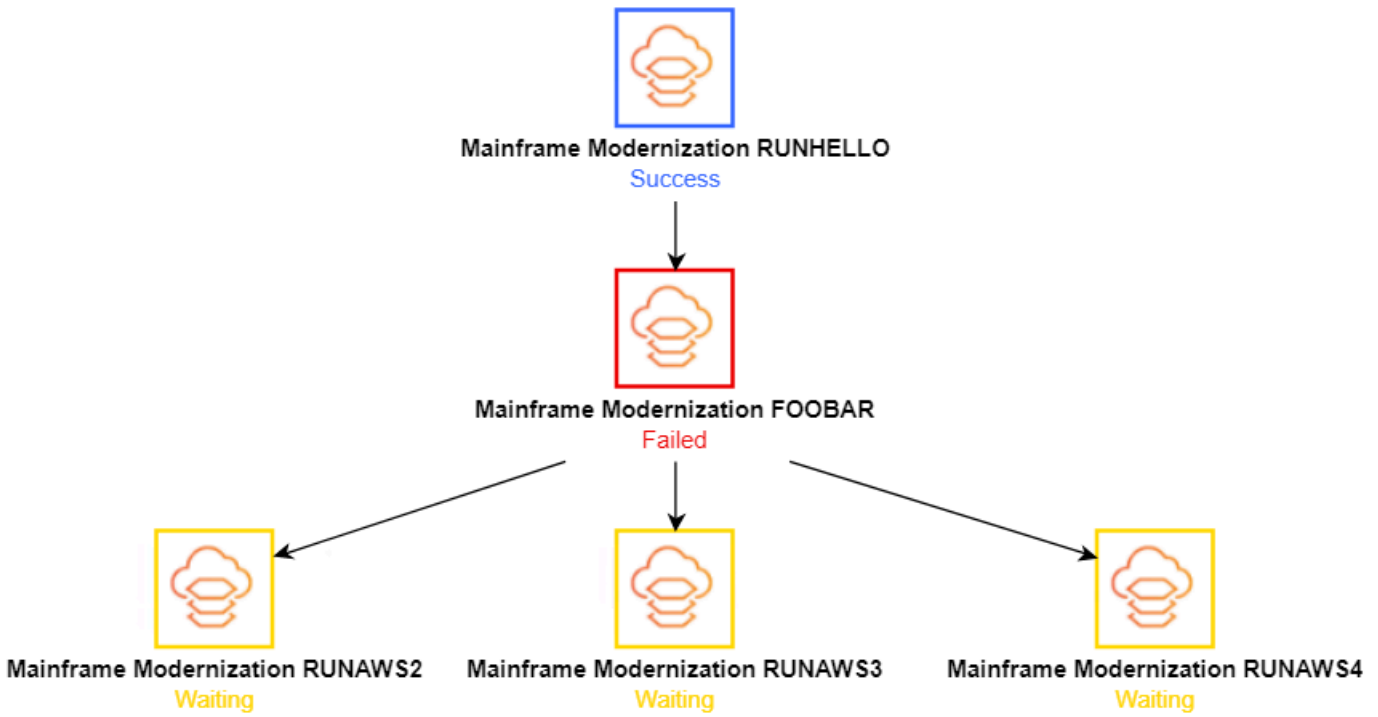 Mainframe Modernization RUNHELLO
Success
Mainframe Modernization FOOBAR
Failed
Mainframe Modernization RUNAWS2
Waiting
Mainframe Modernization RUNAWS3
Waiting
Mainframe Modernization RUNAWS4
Waiting